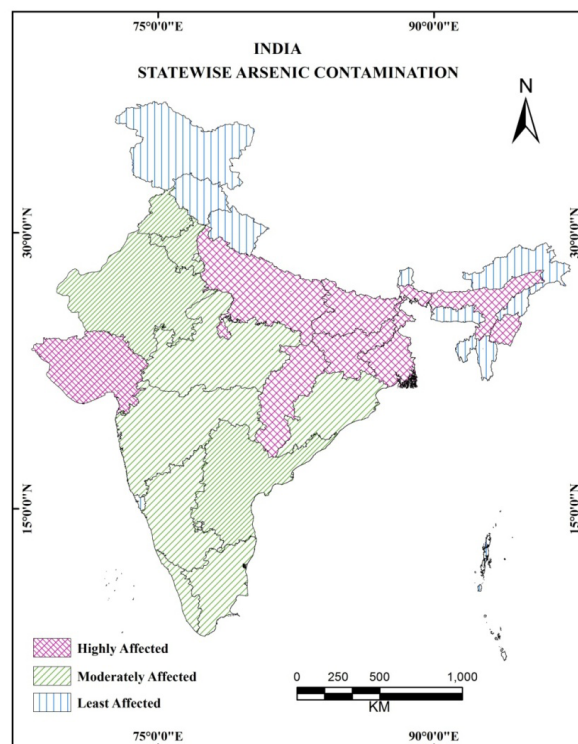 75°0'0"E 90°0'0"E
INDIA
STATEWISE ARSENIC CONTAMINATION
N
30°0'0"N 30°0'0"N
15°0'0"N 15°0'0"N
Highly Affected
Moderately Affected
Least Affected
0 250 500 1,000
KM
75°0'0"E 90°0'0"E